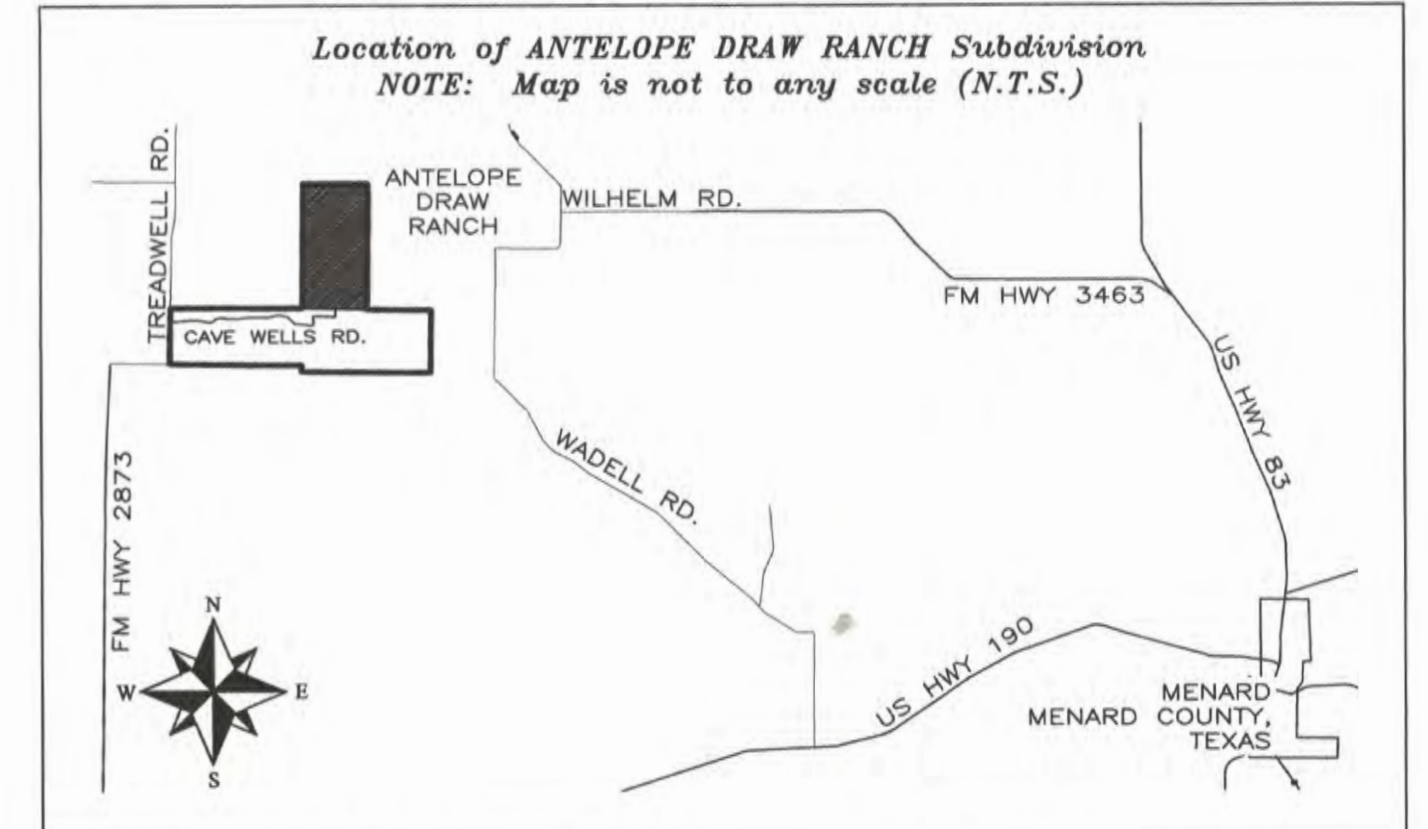 Location of ANTELOPE DRAW RANCH Subdivision
NOTE: Map is not to any scale (N.T.S.)
TREADWELL RD.
ANTELOPE
DRAW
RANCH
WILHELM RD.
FM HWY 3463
CAVE WELLS RD.
US HWY 83
WADELL RD.
FM HWY 2873
N
W
E
S
US HWY 190
MENARD
MENARD COUNTY,
TEXAS